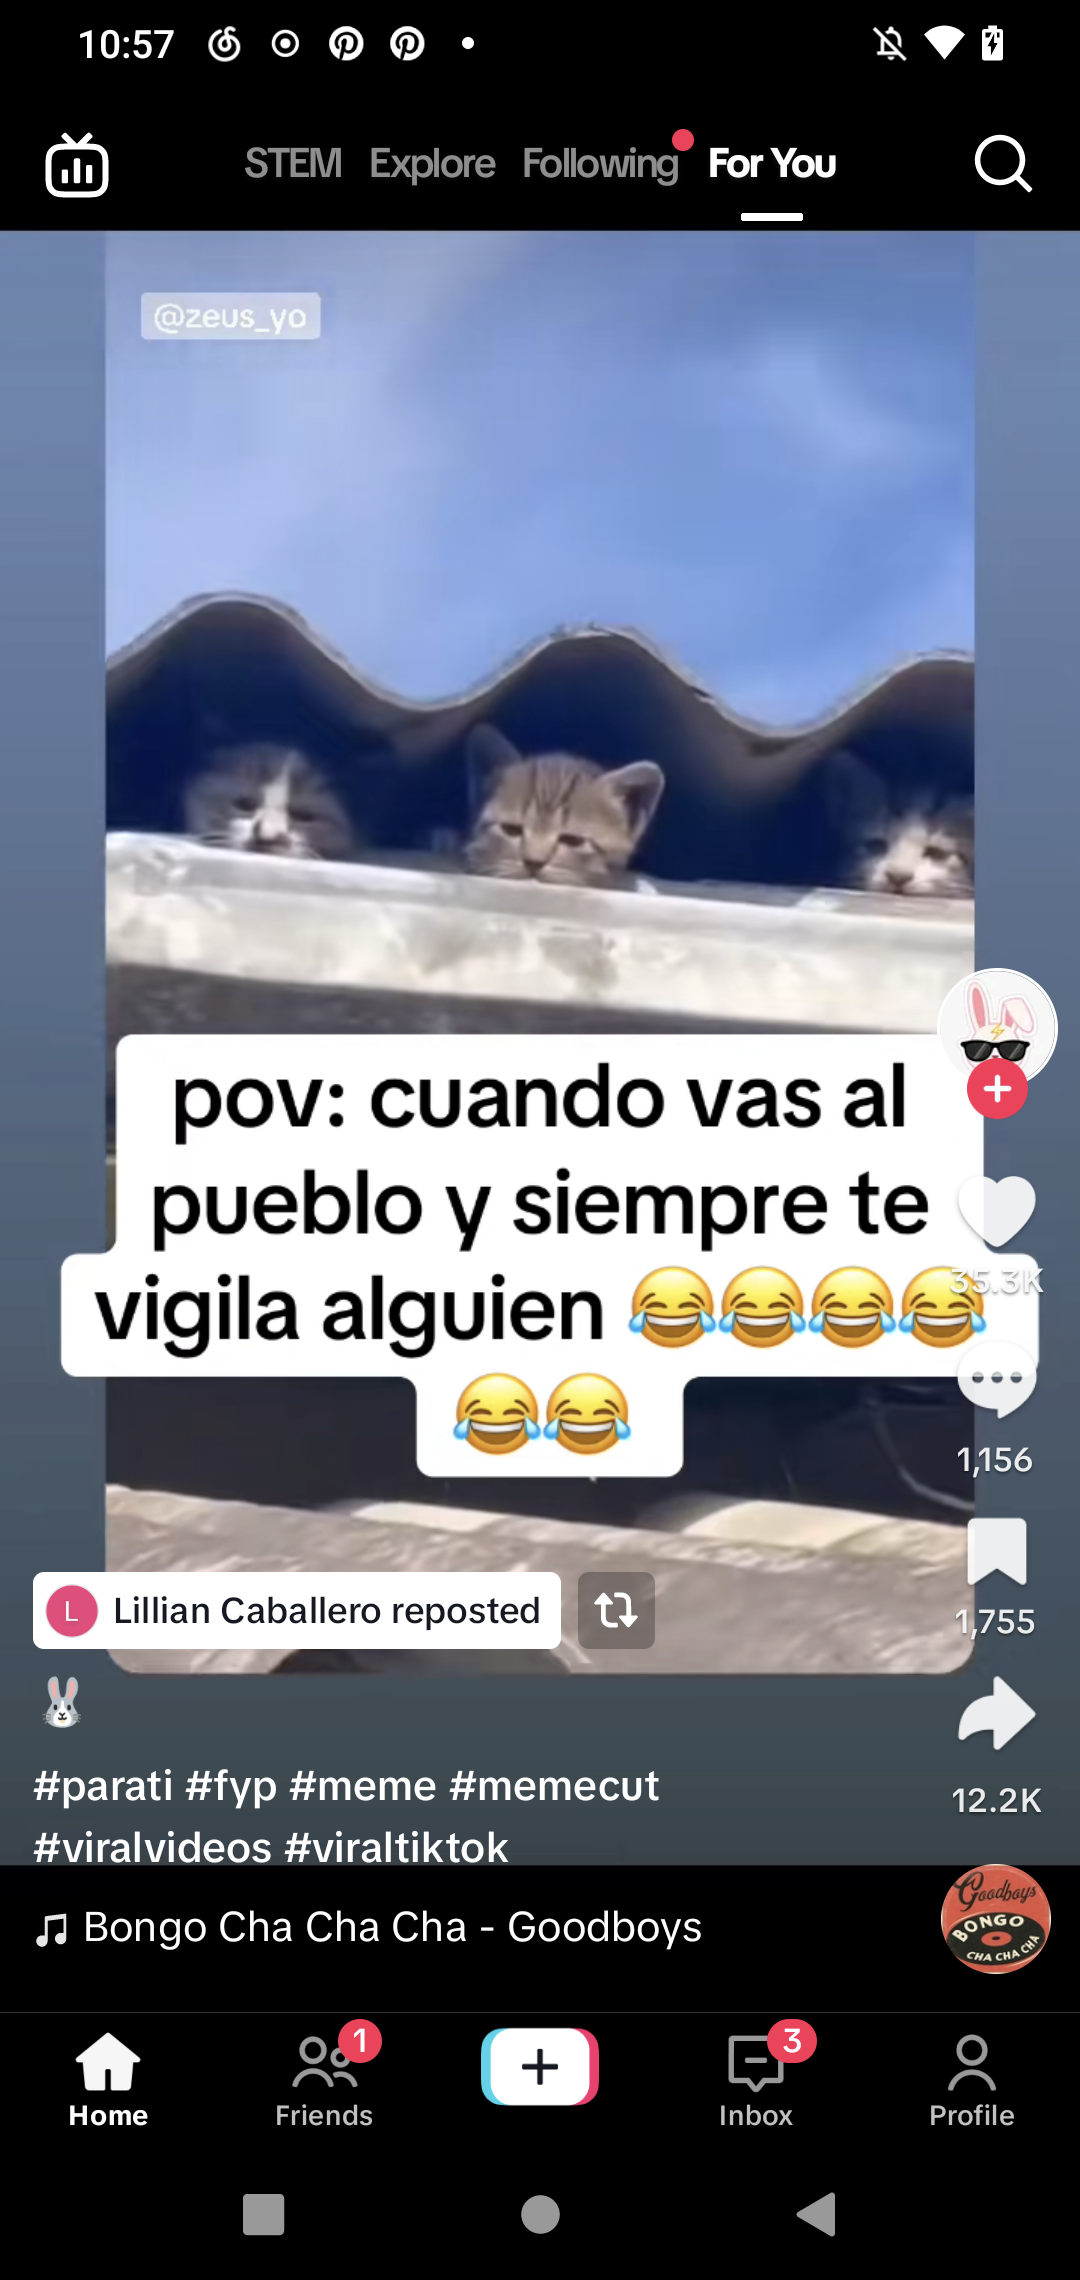 10:57
STEM Explore Following For You
@zeus_yo
pov: cuando vas al
pueblo y siempre te
vigila alguien 😂😂😂😂
😂😂
35.3K
1,156
1,755
12.2K
L Lillian Caballero reposted
🐰
#parati #fyp #meme #memecut
#viralvideos #viraltiktok
Bongo Cha Cha Cha - Goodboys
Goodboys
BONGO
CHA CHA CHA
1
3
Home Friends Inbox Profile